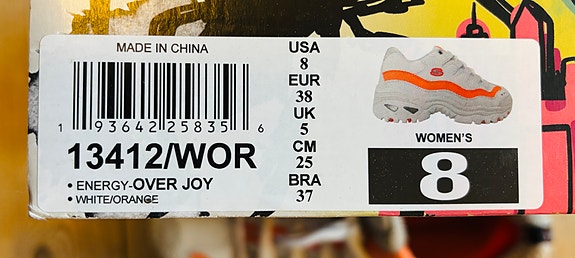 MADE IN CHINA
1 93642 25835 6
13412/WOR
• ENERGY-OVER JOY
• WHITE/ORANGE
USA
8
EUR
38
UK
5
CM
25
BRA
37
WOMEN'S
8